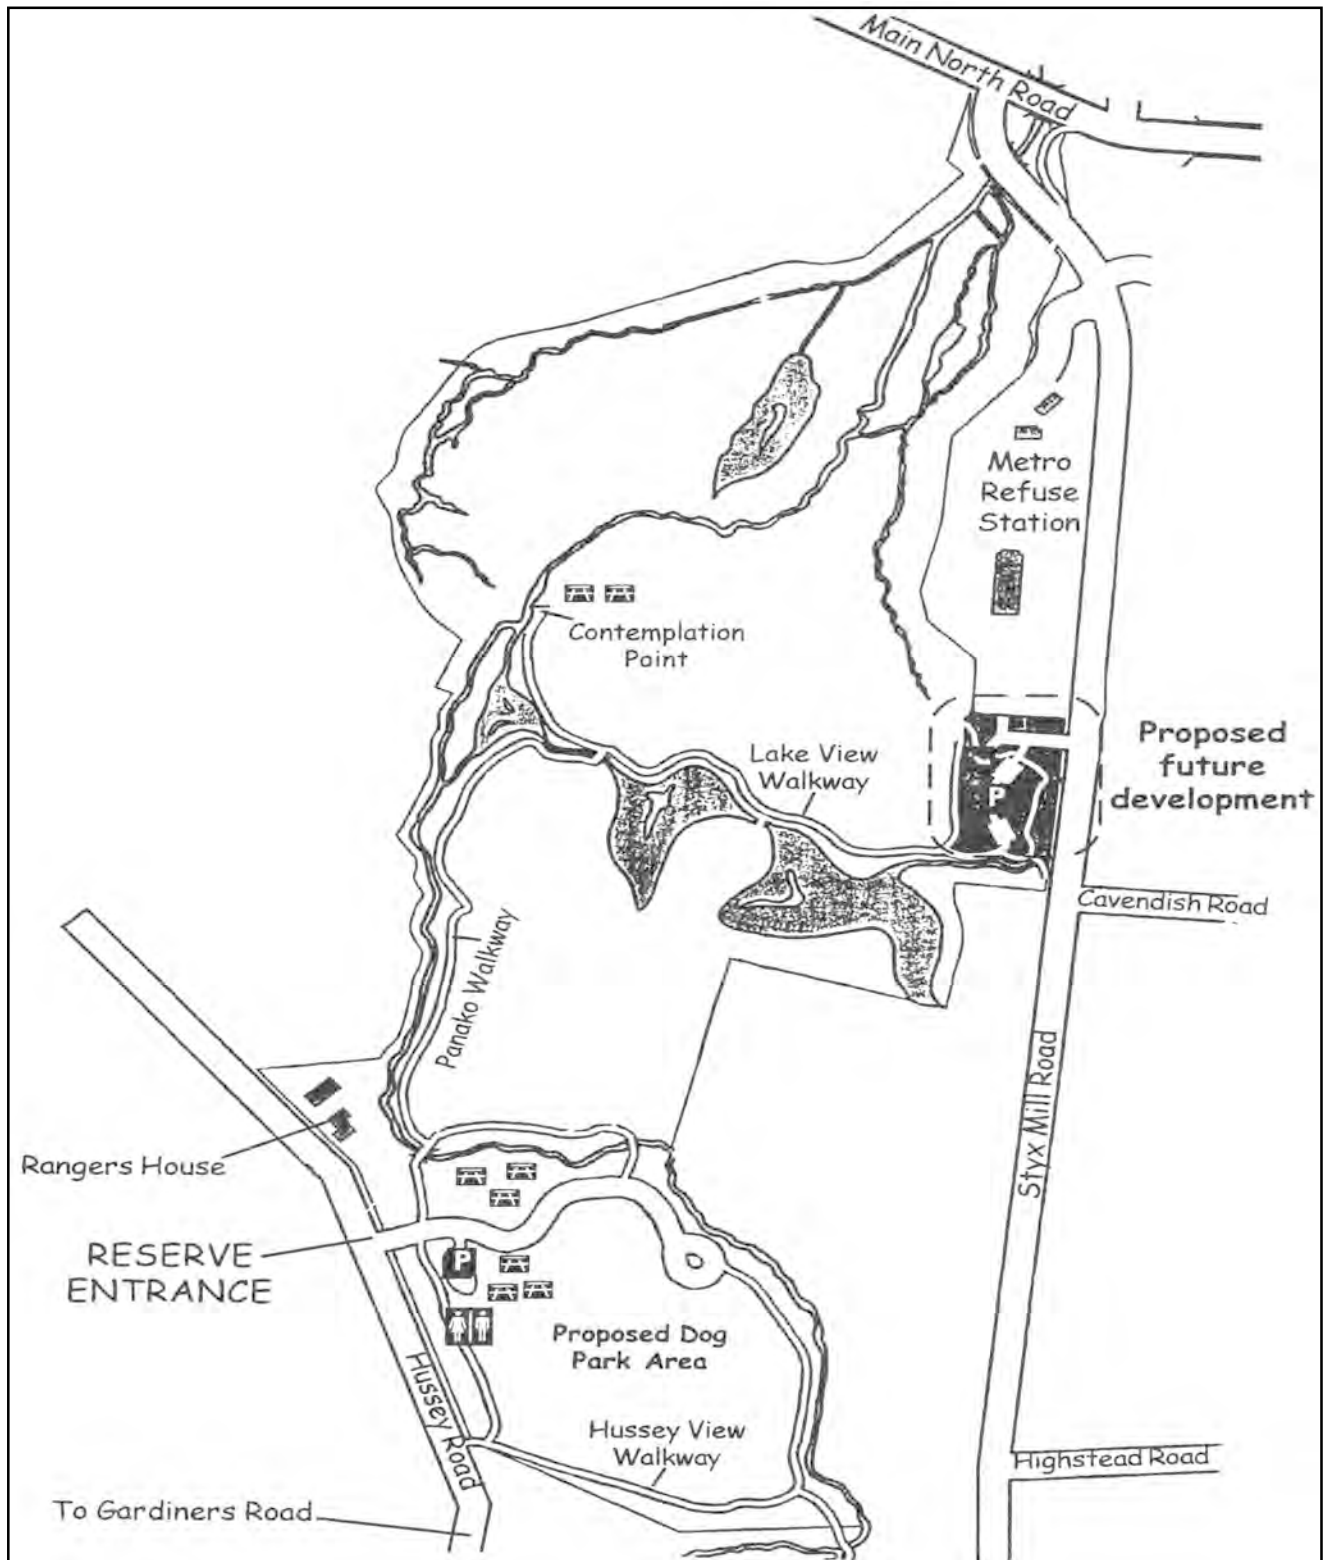 Main North Road
Metro
Refuse
Station
Contemplation
Point
Lake View
Walkway
Proposed
future
development
P
Cavendish Road
Panako Walkway
Styx Mill Road
Rangers House
RESERVE
ENTRANCE
P
Proposed Dog
Park Area
Hussey Road
Hussey View
Walkway
Highstead Road
To Gardiners Road